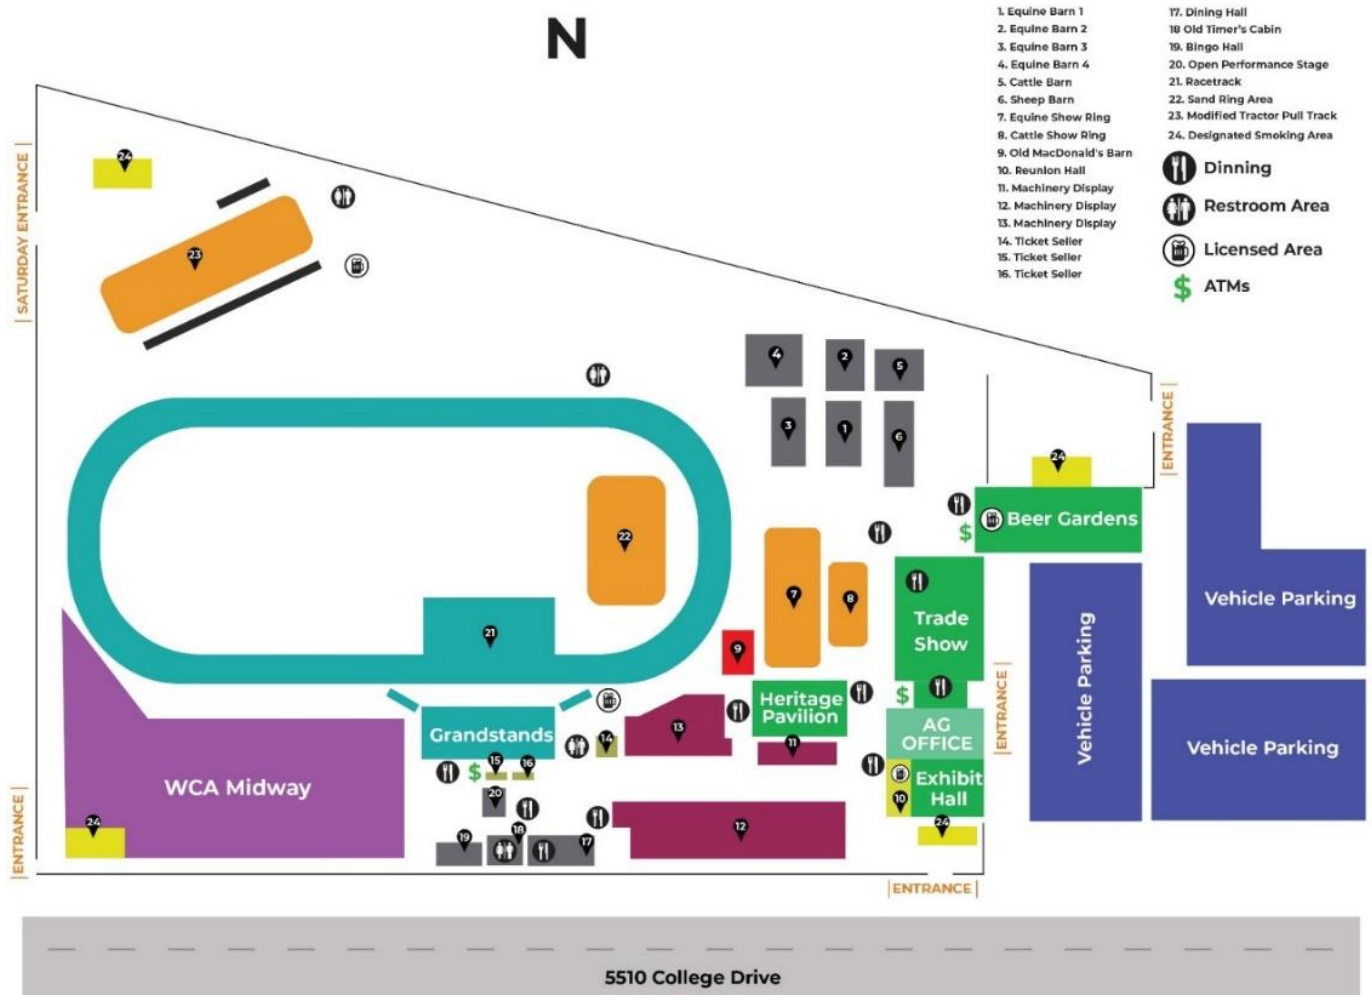 N
1. Equine Barn 1
2. Equine Barn 2
3. Equine Barn 3
4. Equine Barn 4
5. Cattle Barn
6. Sheep Barn
7. Equine Show Ring
8. Cattle Show Ring
9. Old MacDonald's Barn
10. Reunion Hall
11. Machinery Display
12. Machinery Display
13. Machinery Display
14. Ticket Seller
15. Ticket Seller
16. Ticket Seller
17. Dining Hall
18 Old Timer's Cabin
19. Bingo Hall
20. Open Performance Stage
21. Racetrack
22. Sand Ring Area
23. Modified Tractor Pull Track
24. Designated Smoking Area
Dinning
Restroom Area
Licensed Area
$ ATMs
SATURDAY ENTRANCE
24
23
4
2
5
3
1
6
ENTRANCE
24
$
Beer Gardens
22
7
8
9
21
Trade
Show
Vehicle Parking
Vehicle Parking
Vehicle Parking
ENTRANCE
$
Heritage
Pavilion
AG
OFFICE
13
11
14
Grandstands
$
15
16
20
WCA Midway
Exhibit
Hall
10
24
ENTRANCE
24
19
18
17
12
ENTRANCE
5510 College Drive